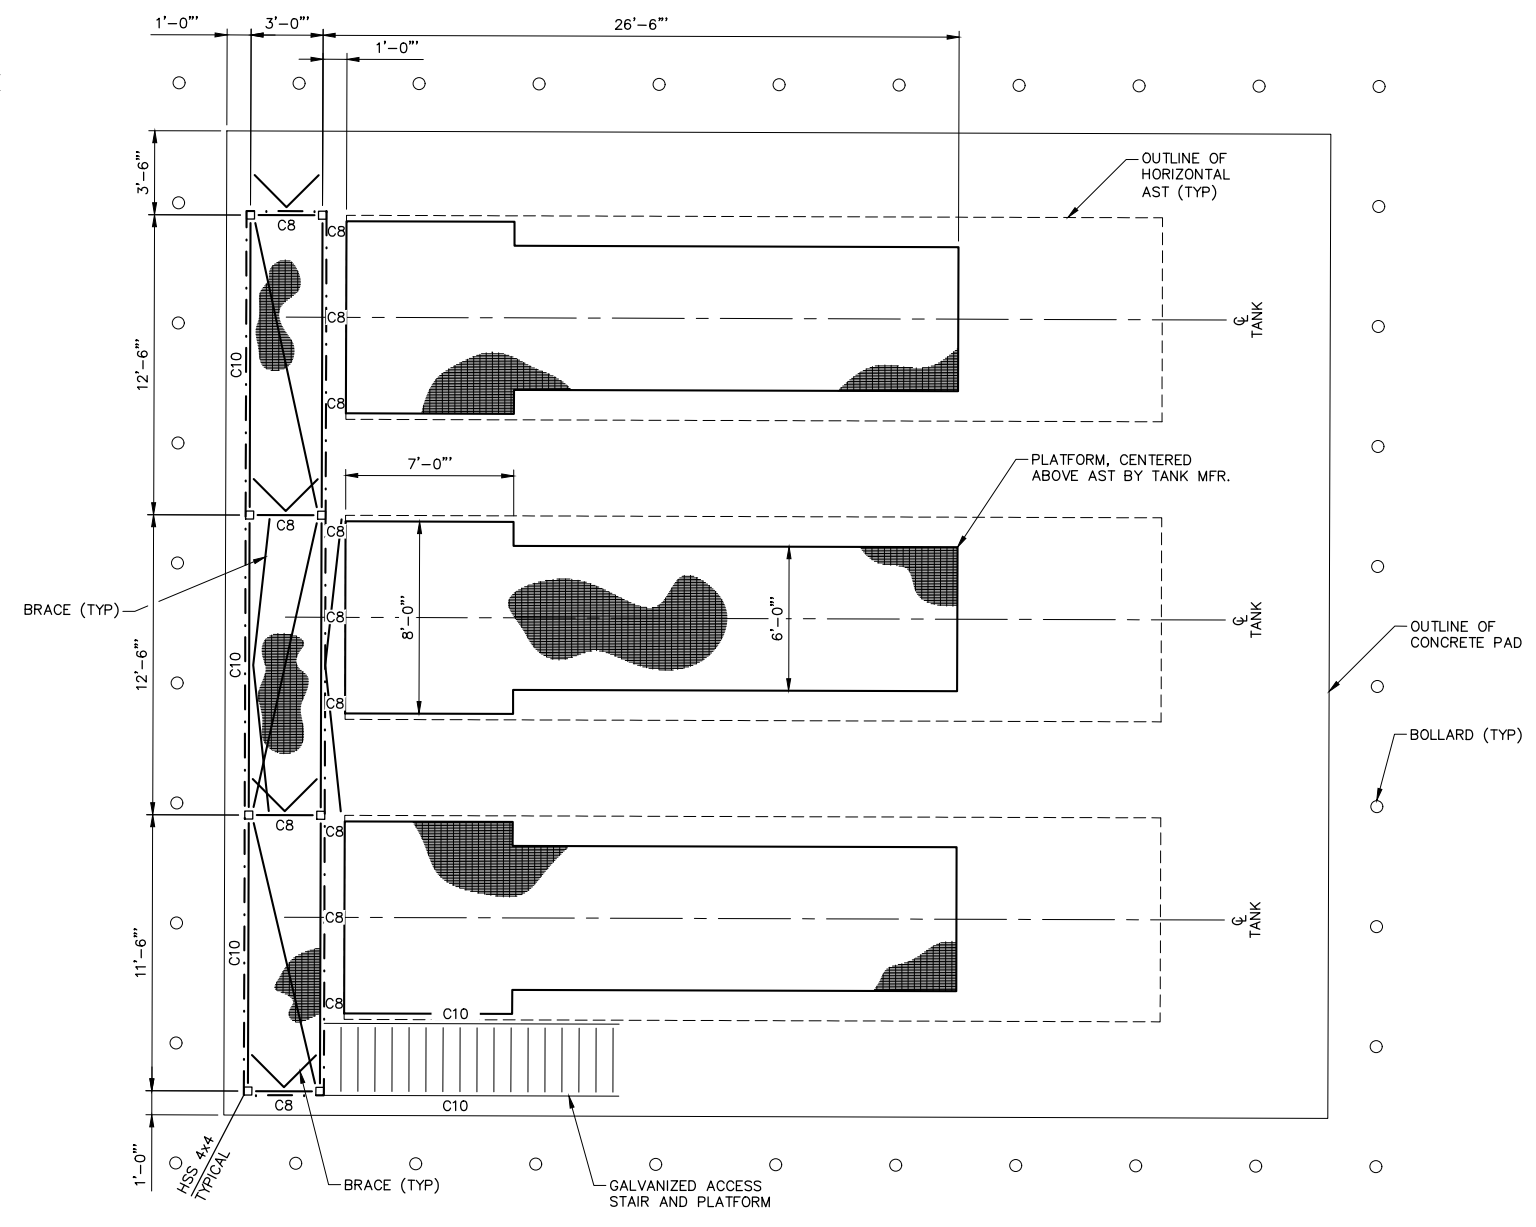 1'-0"'
3'-0"'
26'-6"'
1'-0"'
3'-6"'
OUTLINE OF
HORIZONTAL
AST (TYP)
C8
C8
C8
℄
TANK
12'-6"'
C10
C8
7'-0"'
PLATFORM, CENTERED
ABOVE AST BY TANK MFR.
C8
C8
BRACE (TYP)
C8
8'-0"'
6'-0"'
℄
TANK
OUTLINE OF
CONCRETE PAD
12'-6"'
C10
C8
BOLLARD (TYP)
C8
C8
C8
℄
TANK
11'-6"'
C10
C8
C10
C8
C10
1'-0"'
HSS 4x4
TYPICAL
BRACE (TYP)
GALVANIZED ACCESS
STAIR AND PLATFORM